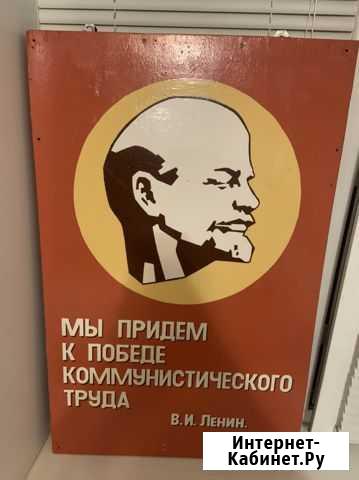 МЫ ПРИДЕМ
К ПОБЕДЕ
КОММУНИСТИЧЕСКОГО
ТРУДА
В.И. Ленин.
Интернет-
Кабинет.Ру